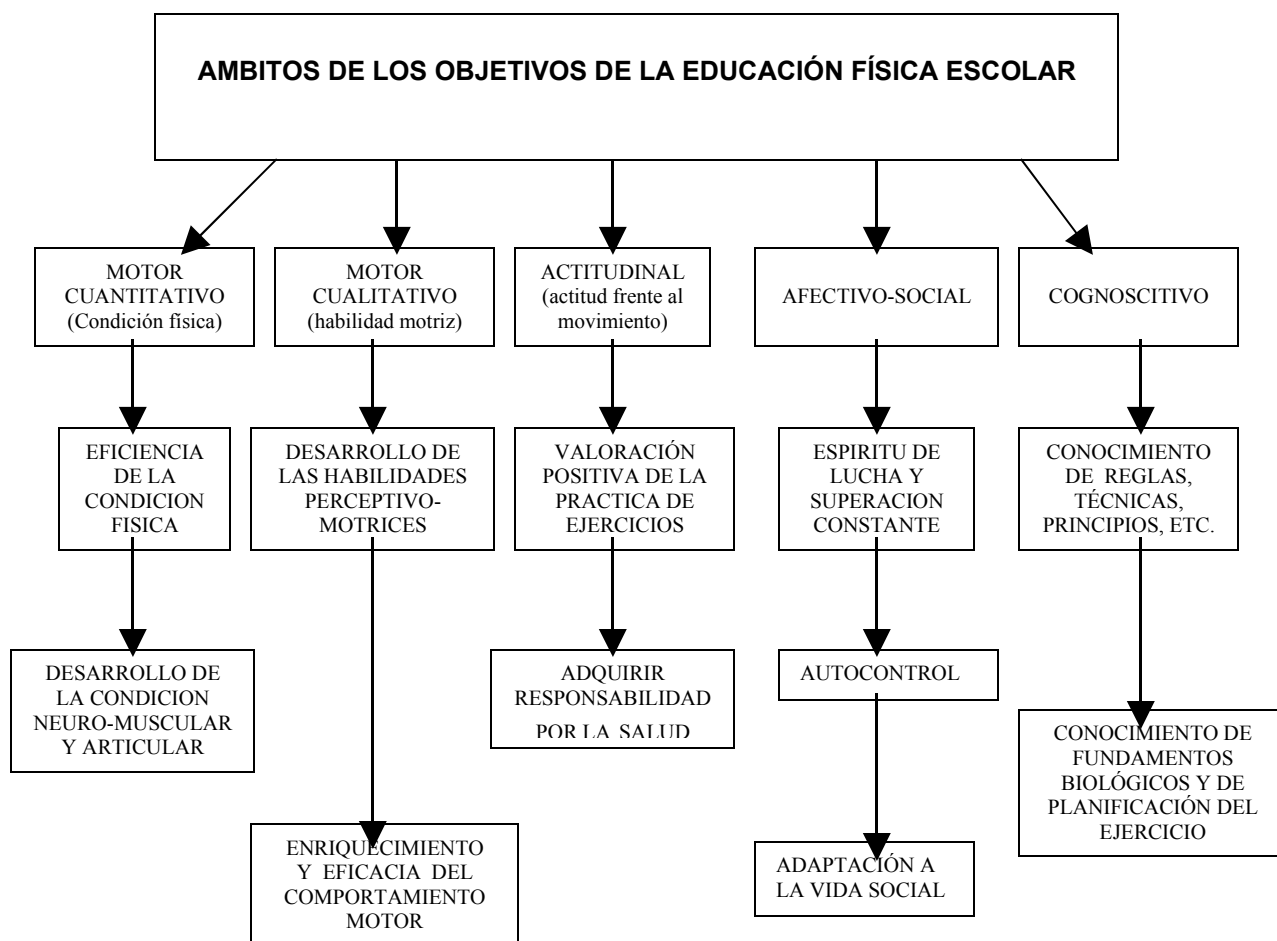 AMBITOS DE LOS OBJETIVOS DE LA EDUCACIÓN FÍSICA ESCOLAR
MOTOR
CUANTITATIVO
(Condición física)
MOTOR
CUALITATIVO
(habilidad motriz)
ACTITUDINAL
(actitud frente al
movimiento)
AFECTIVO-SOCIAL
COGNOSCITIVO
EFICIENCIA
DE LA
CONDICION
FISICA
DESARROLLO DE
LAS HABILIDADES
PERCEPTIVO-
MOTRICES
VALORACIÓN
POSITIVA DE LA
PRACTICA DE
EJERCICIOS
ESPIRITU DE
LUCHA Y
SUPERACION
CONSTANTE
CONOCIMIENTO
DE REGLAS,
TÉCNICAS,
PRINCIPIOS, ETC.
DESARROLLO DE
LA CONDICION
NEURO-MUSCULAR
Y ARTICULAR
ADQUIRIR
RESPONSABILIDAD
POR LA SALUD
AUTOCONTROL
CONOCIMIENTO DE
FUNDAMENTOS
BIOLÓGICOS Y DE
PLANIFICACIÓN DEL
EJERCICIO
ENRIQUECIMIENTO
Y EFICACIA DEL
COMPORTAMIENTO
MOTOR
ADAPTACIÓN A
LA VIDA SOCIAL